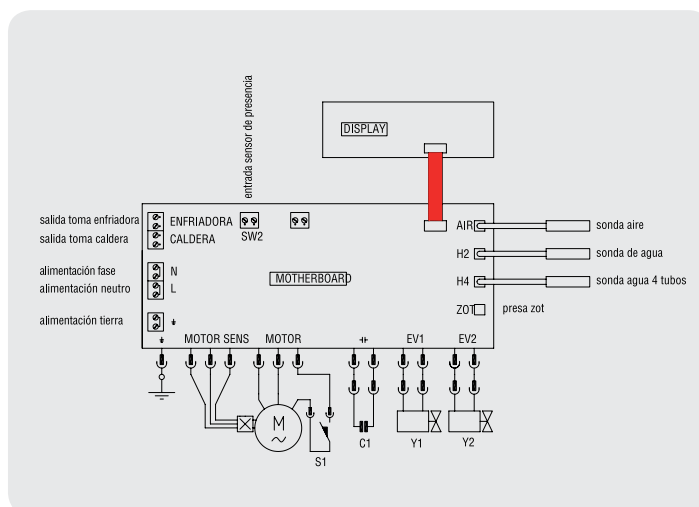 entrada sensor de presencia
DISPLAY
salida toma enfriadora
ENFRIADORA
salida toma caldera
CALDERA
SW2
AIR
sonda aire
H2
sonda de agua
alimentación fase
N
MOTHERBOARD
H4
sonda agua 4 tubos
alimentación neutro
L
ZOT
presa zot
alimentación tierra
MOTOR SENS
MOTOR
EV1
EV2
M
~
S1
C1
Y1
Y2